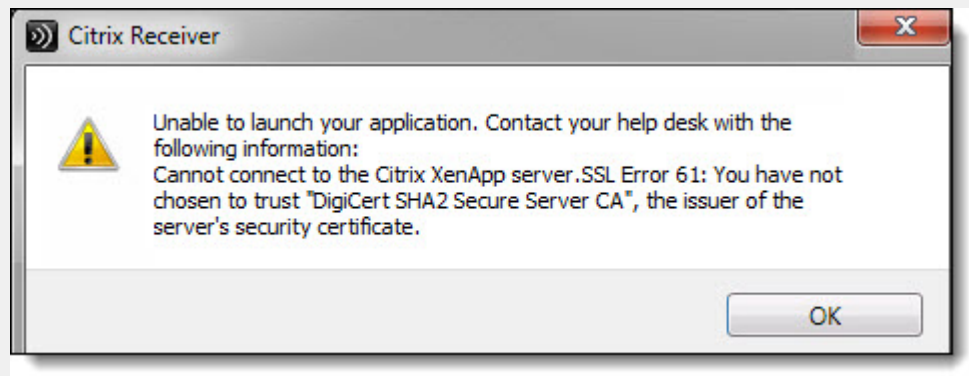 Citrix Receiver
Unable to launch your application. Contact your help desk with the
following information:
Cannot connect to the Citrix XenApp server.SSL Error 61: You have not
chosen to trust "DigiCert SHA2 Secure Server CA", the issuer of the
server's security certificate.
OK